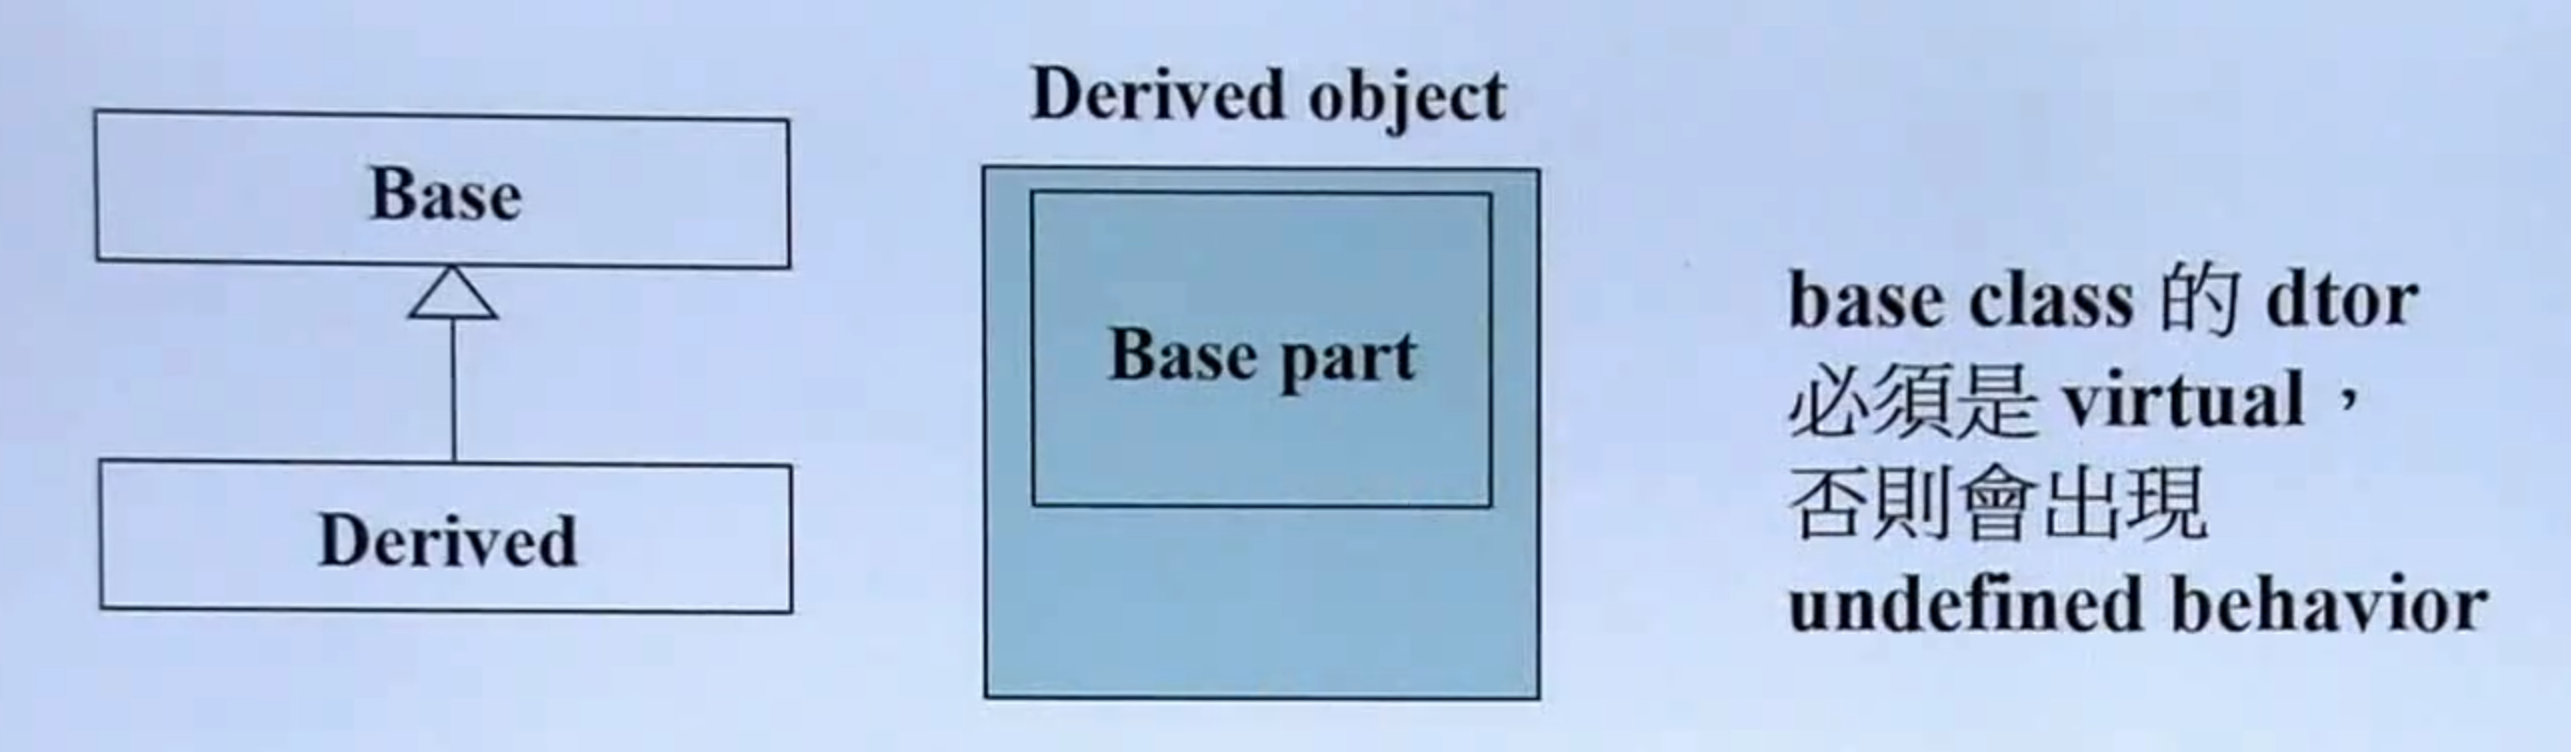 Base
Derived
Derived object
Base part
base class 的 dtor
必須是 virtual，
否則會出現
undefined behavior